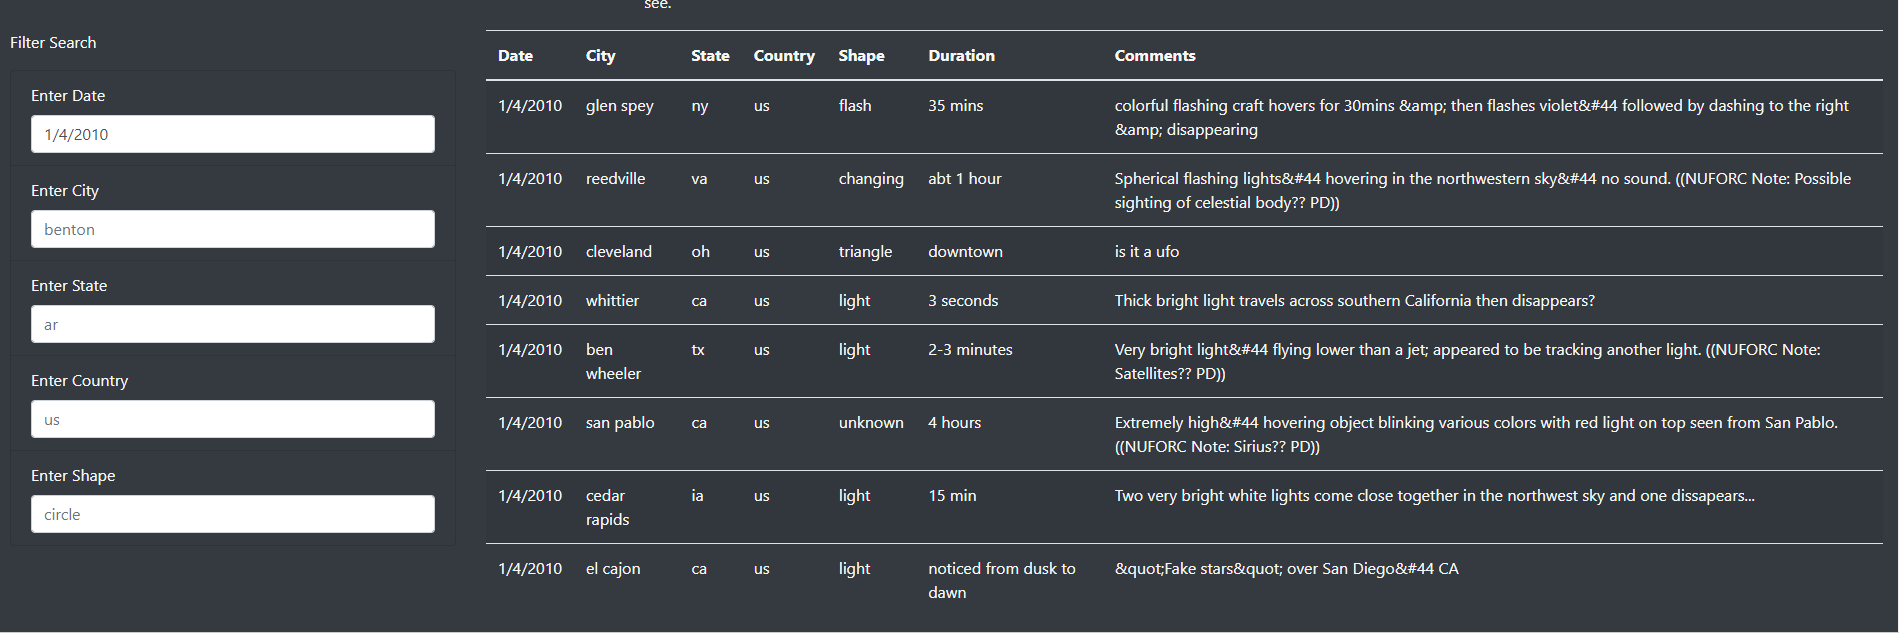 see.
Filter Search
Enter Date
1/4/2010
Enter City
benton
Enter State
ar
Enter Country
us
Enter Shape
circle
Date City State Country Shape Duration Comments
1/4/2010 glen spey ny us flash 35 mins colorful flashing craft hovers for 30mins &amp; then flashes violet&#44 followed by dashing to the right
&amp; disappearing
1/4/2010 reedville va us changing abt 1 hour Spherical flashing lights&#44 hovering in the northwestern sky&#44 no sound. ((NUFORC Note: Possible
sighting of celestial body?? PD))
1/4/2010 cleveland oh us triangle downtown is it a ufo
1/4/2010 whittier ca us light 3 seconds Thick bright light travels across southern California then disappears?
1/4/2010 ben tx us light 2-3 minutes Very bright light&#44 flying lower than a jet; appeared to be tracking another light. ((NUFORC Note:
wheeler Satellites?? PD))
1/4/2010 san pablo ca us unknown 4 hours Extremely high&#44 hovering object blinking various colors with red light on top seen from San Pablo.
((NUFORC Note: Sirius?? PD))
1/4/2010 cedar ia us light 15 min Two very bright white lights come close together in the northwest sky and one dissapears...
rapids
1/4/2010 el cajon ca us light noticed from dusk to &quot;Fake stars&quot; over San Diego&#44 CA
dawn